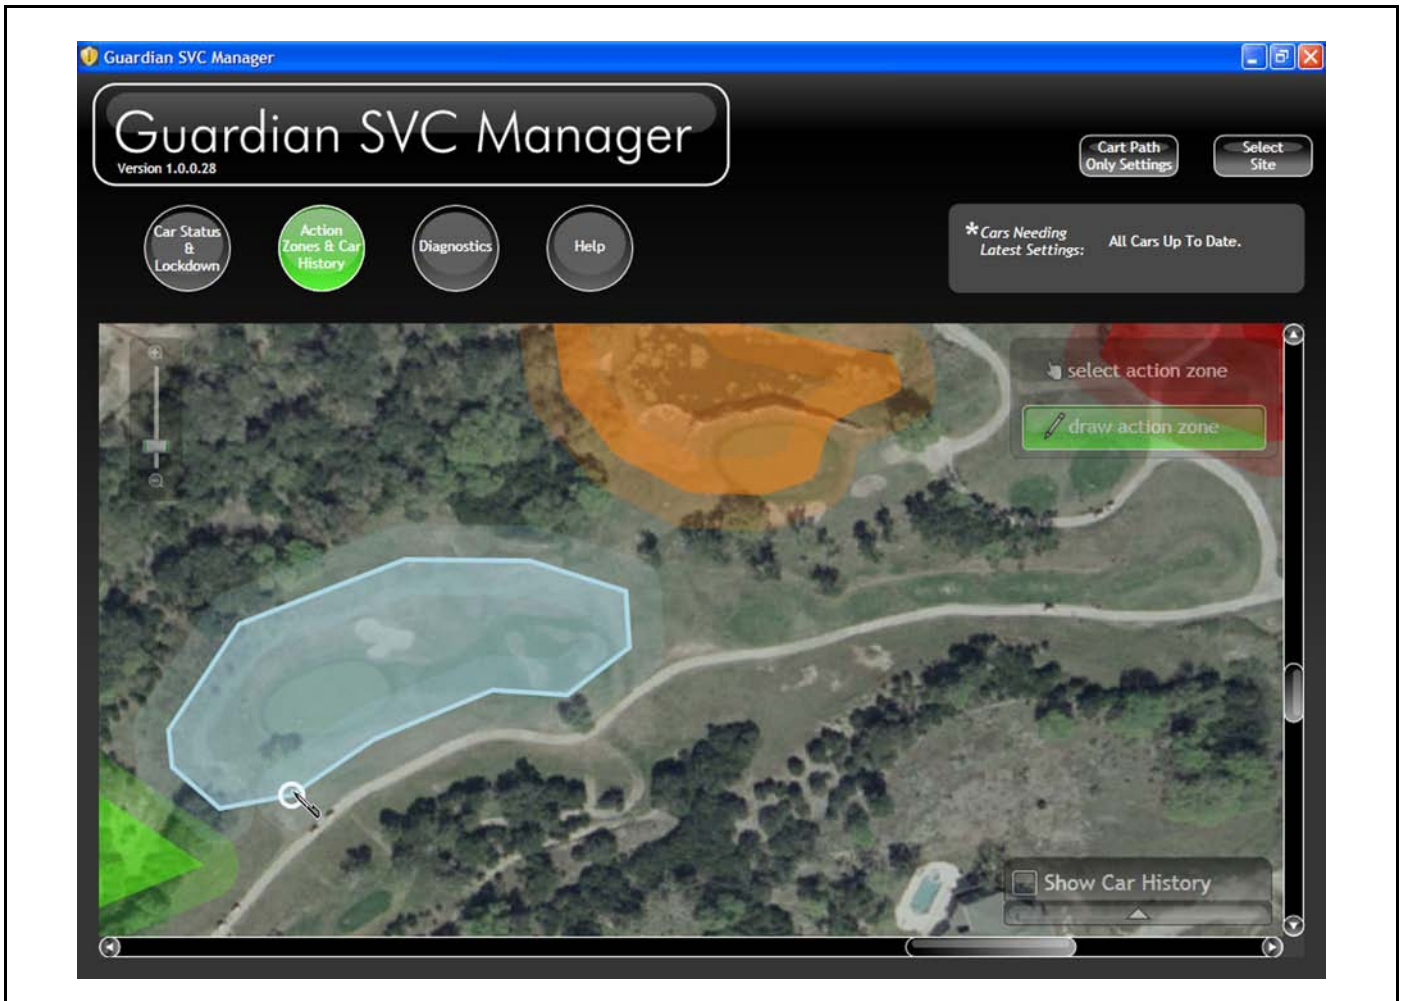 Guardian SVC Manager
Guardian SVC Manager
Version 1.0.0.28
Cart Path
Only Settings
Select
Site
Car Status
&
Lockdown
Action
Zones & Car
History
Diagnostics
Help
*Cars Needing
Latest Settings:
All Cars Up To Date.
select action zone
draw action zone
Show Car History